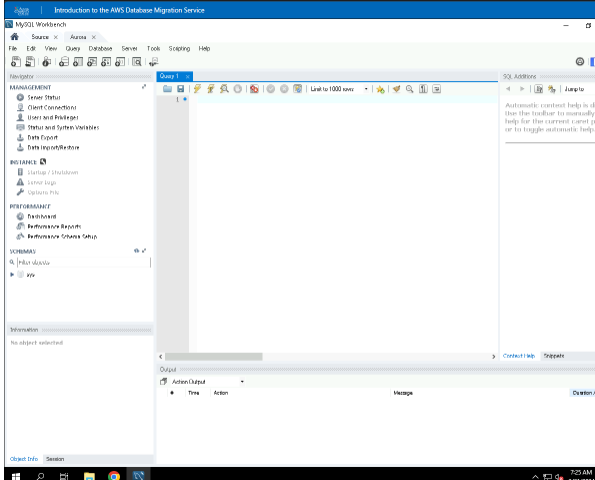 aws Introduction to the AWS Database Migration Service
MySQL Workbench
Source × Aurora ×
File Edit View Query Database Server Tools Scripting Help
Navigator
MANAGEMENT
Server Status
Client Connections
Users and Privileges
Status and System Variables
Data Export
Data Import/Restore
INSTANCE
Startup / Shutdown
Server Logs
Options File
PERFORMANCE
Dashboard
Performance Reports
Performance Schema Setup
SCHEMAS
Filter objects
sys
Information
No object selected
Object Info Session
Query 1 ×
Limit to 1000 rows
1
Output
Action Output
# Time Action Message Duration /
SQL Additions
Jump to
Automatic context help is d
Use the toolbar to manually
help for the current caret p
or to toggle automatic help.
Context Help Snippets
7:25 AM